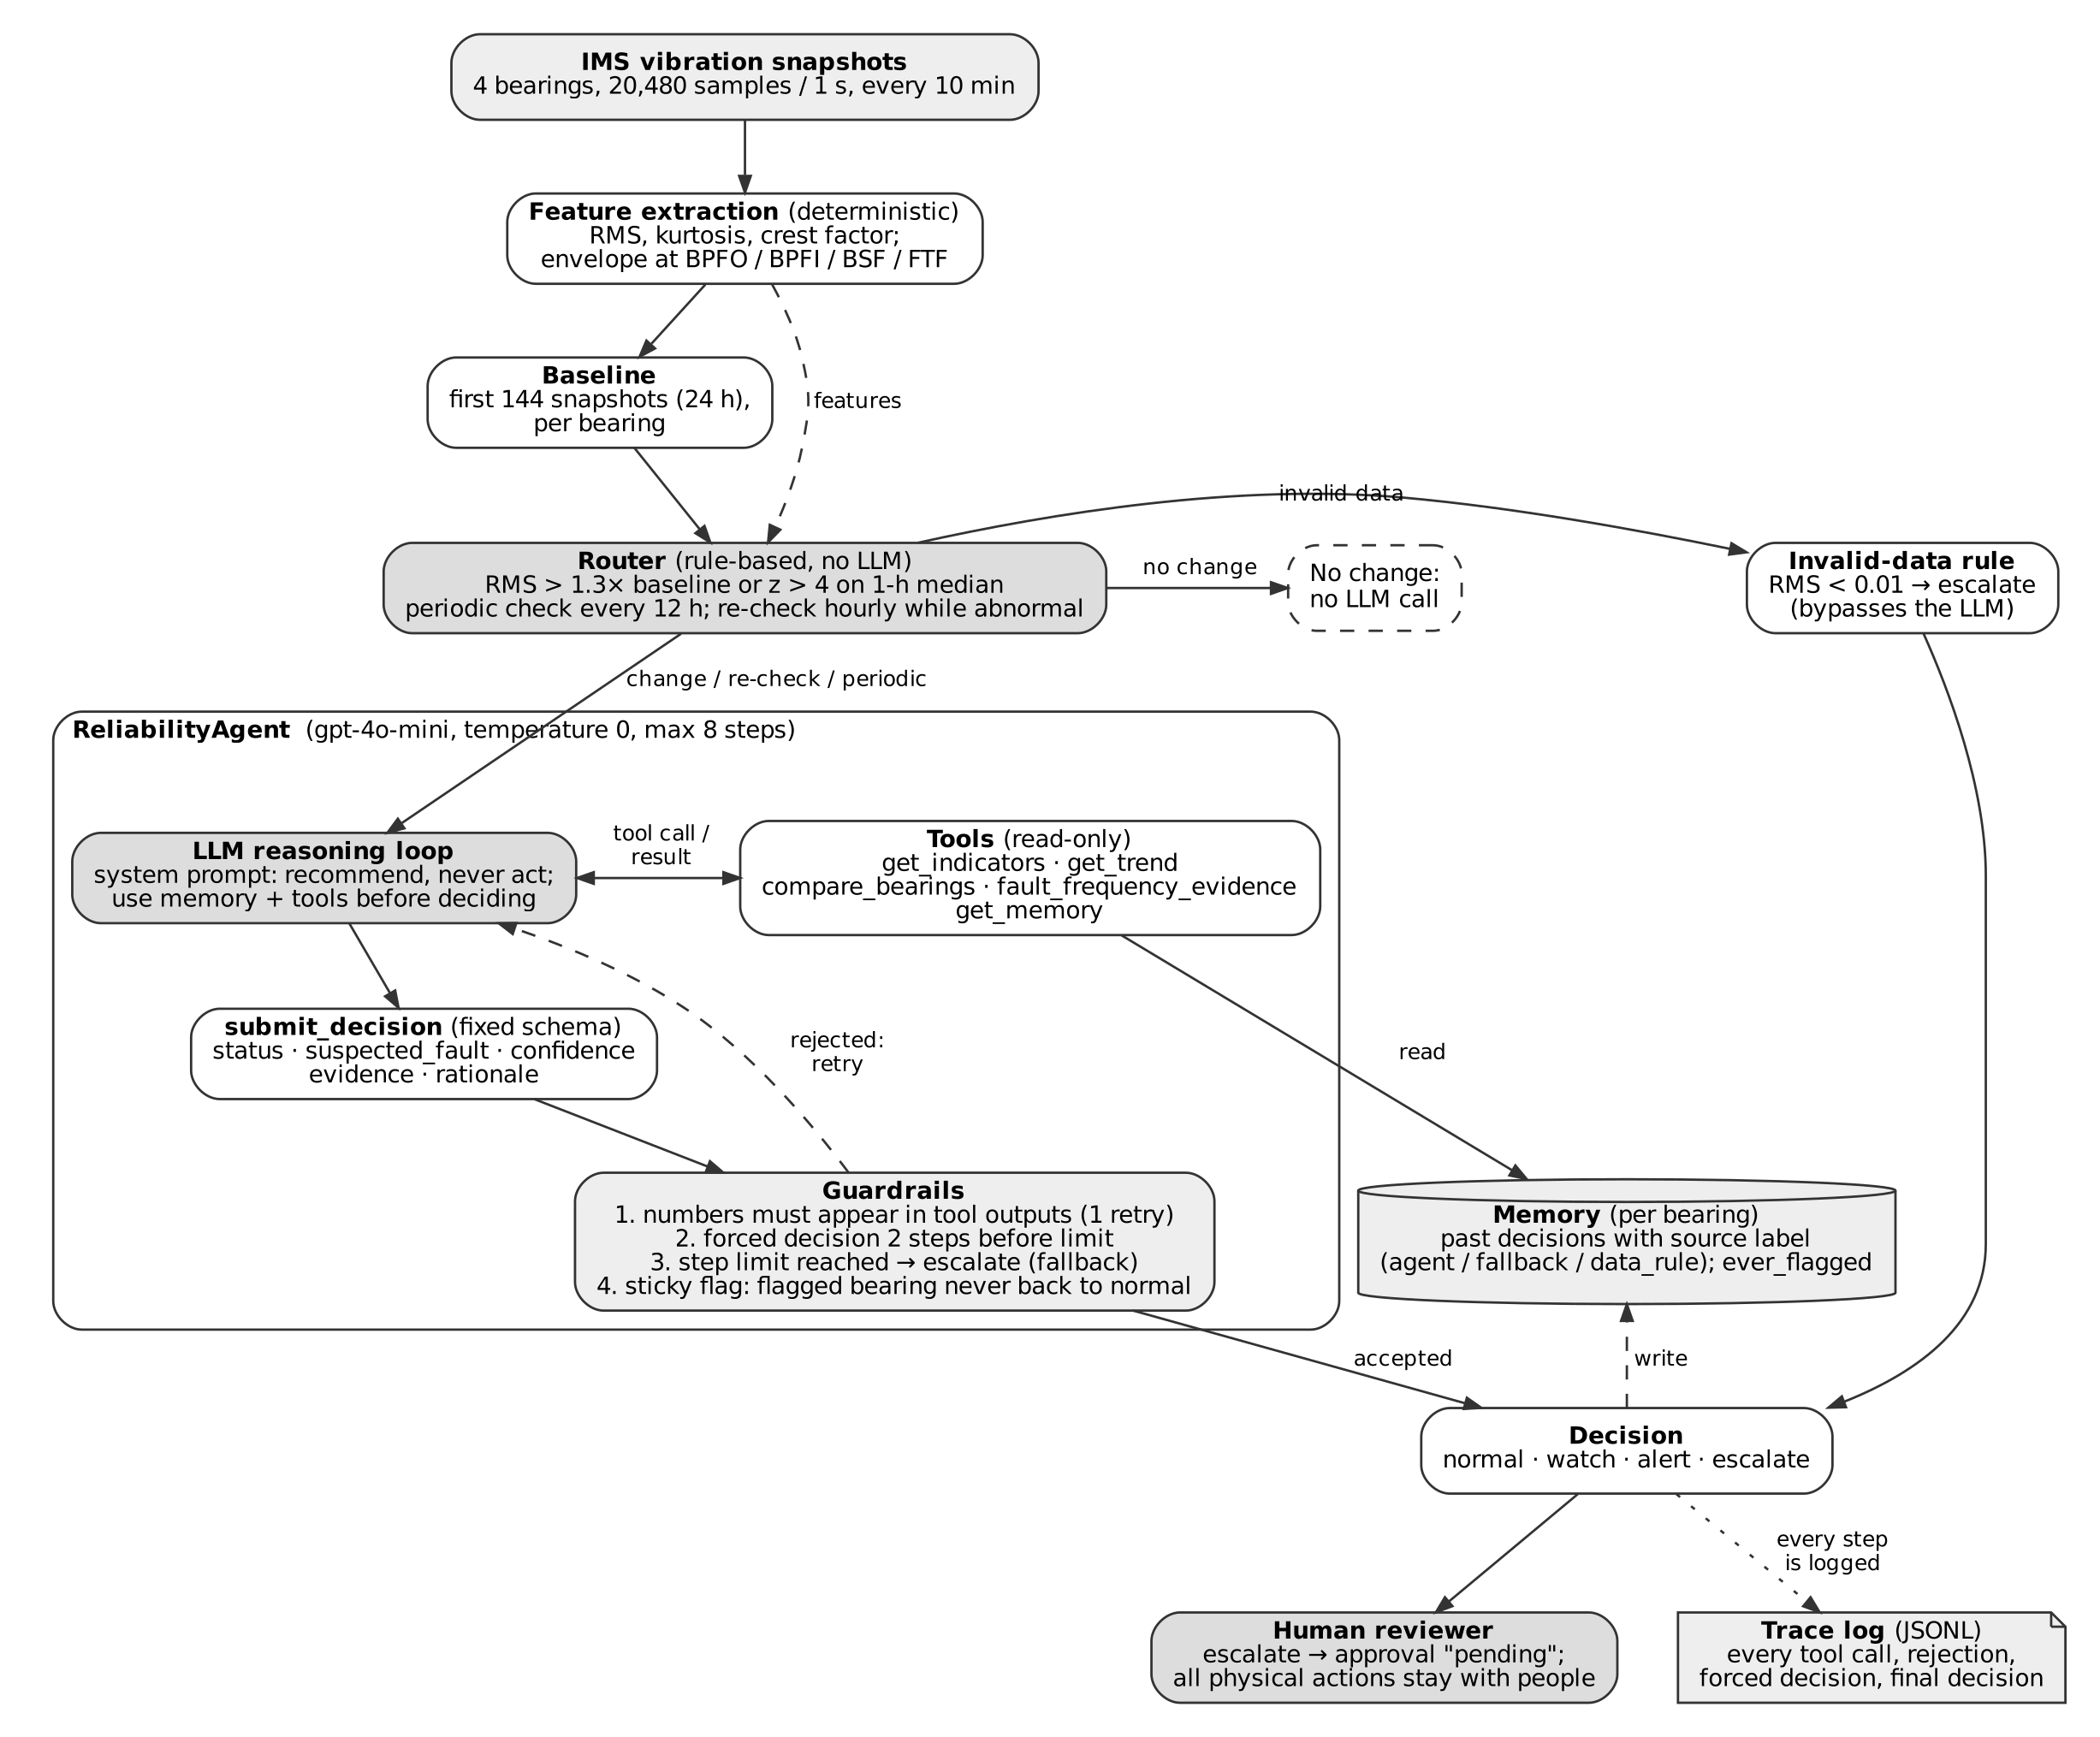 IMS vibration snapshots
4 bearings, 20,480 samples / 1 s, every 10 min
Feature extraction (deterministic)
RMS, kurtosis, crest factor;
envelope at BPFO / BPFI / BSF / FTF
Baseline
first 144 snapshots (24 h),
per bearing
features
invalid data
Router (rule-based, no LLM)
RMS > 1.3× baseline or z > 4 on 1-h median
periodic check every 12 h; re-check hourly while abnormal
no change
No change:
no LLM call
Invalid-data rule
RMS < 0.01 → escalate
(bypasses the LLM)
change / re-check / periodic
ReliabilityAgent (gpt-4o-mini, temperature 0, max 8 steps)
LLM reasoning loop
system prompt: recommend, never act;
use memory + tools before deciding
tool call /
result
Tools (read-only)
get_indicators · get_trend
compare_bearings · fault_frequency_evidence
get_memory
submit_decision (fixed schema)
status · suspected_fault · confidence
evidence · rationale
rejected:
retry
read
Guardrails
1. numbers must appear in tool outputs (1 retry)
2. forced decision 2 steps before limit
3. step limit reached → escalate (fallback)
4. sticky flag: flagged bearing never back to normal
Memory (per bearing)
past decisions with source label
(agent / fallback / data_rule); ever_flagged
accepted
write
Decision
normal · watch · alert · escalate
every step
is logged
Human reviewer
escalate → approval "pending";
all physical actions stay with people
Trace log (JSONL)
every tool call, rejection,
forced decision, final decision